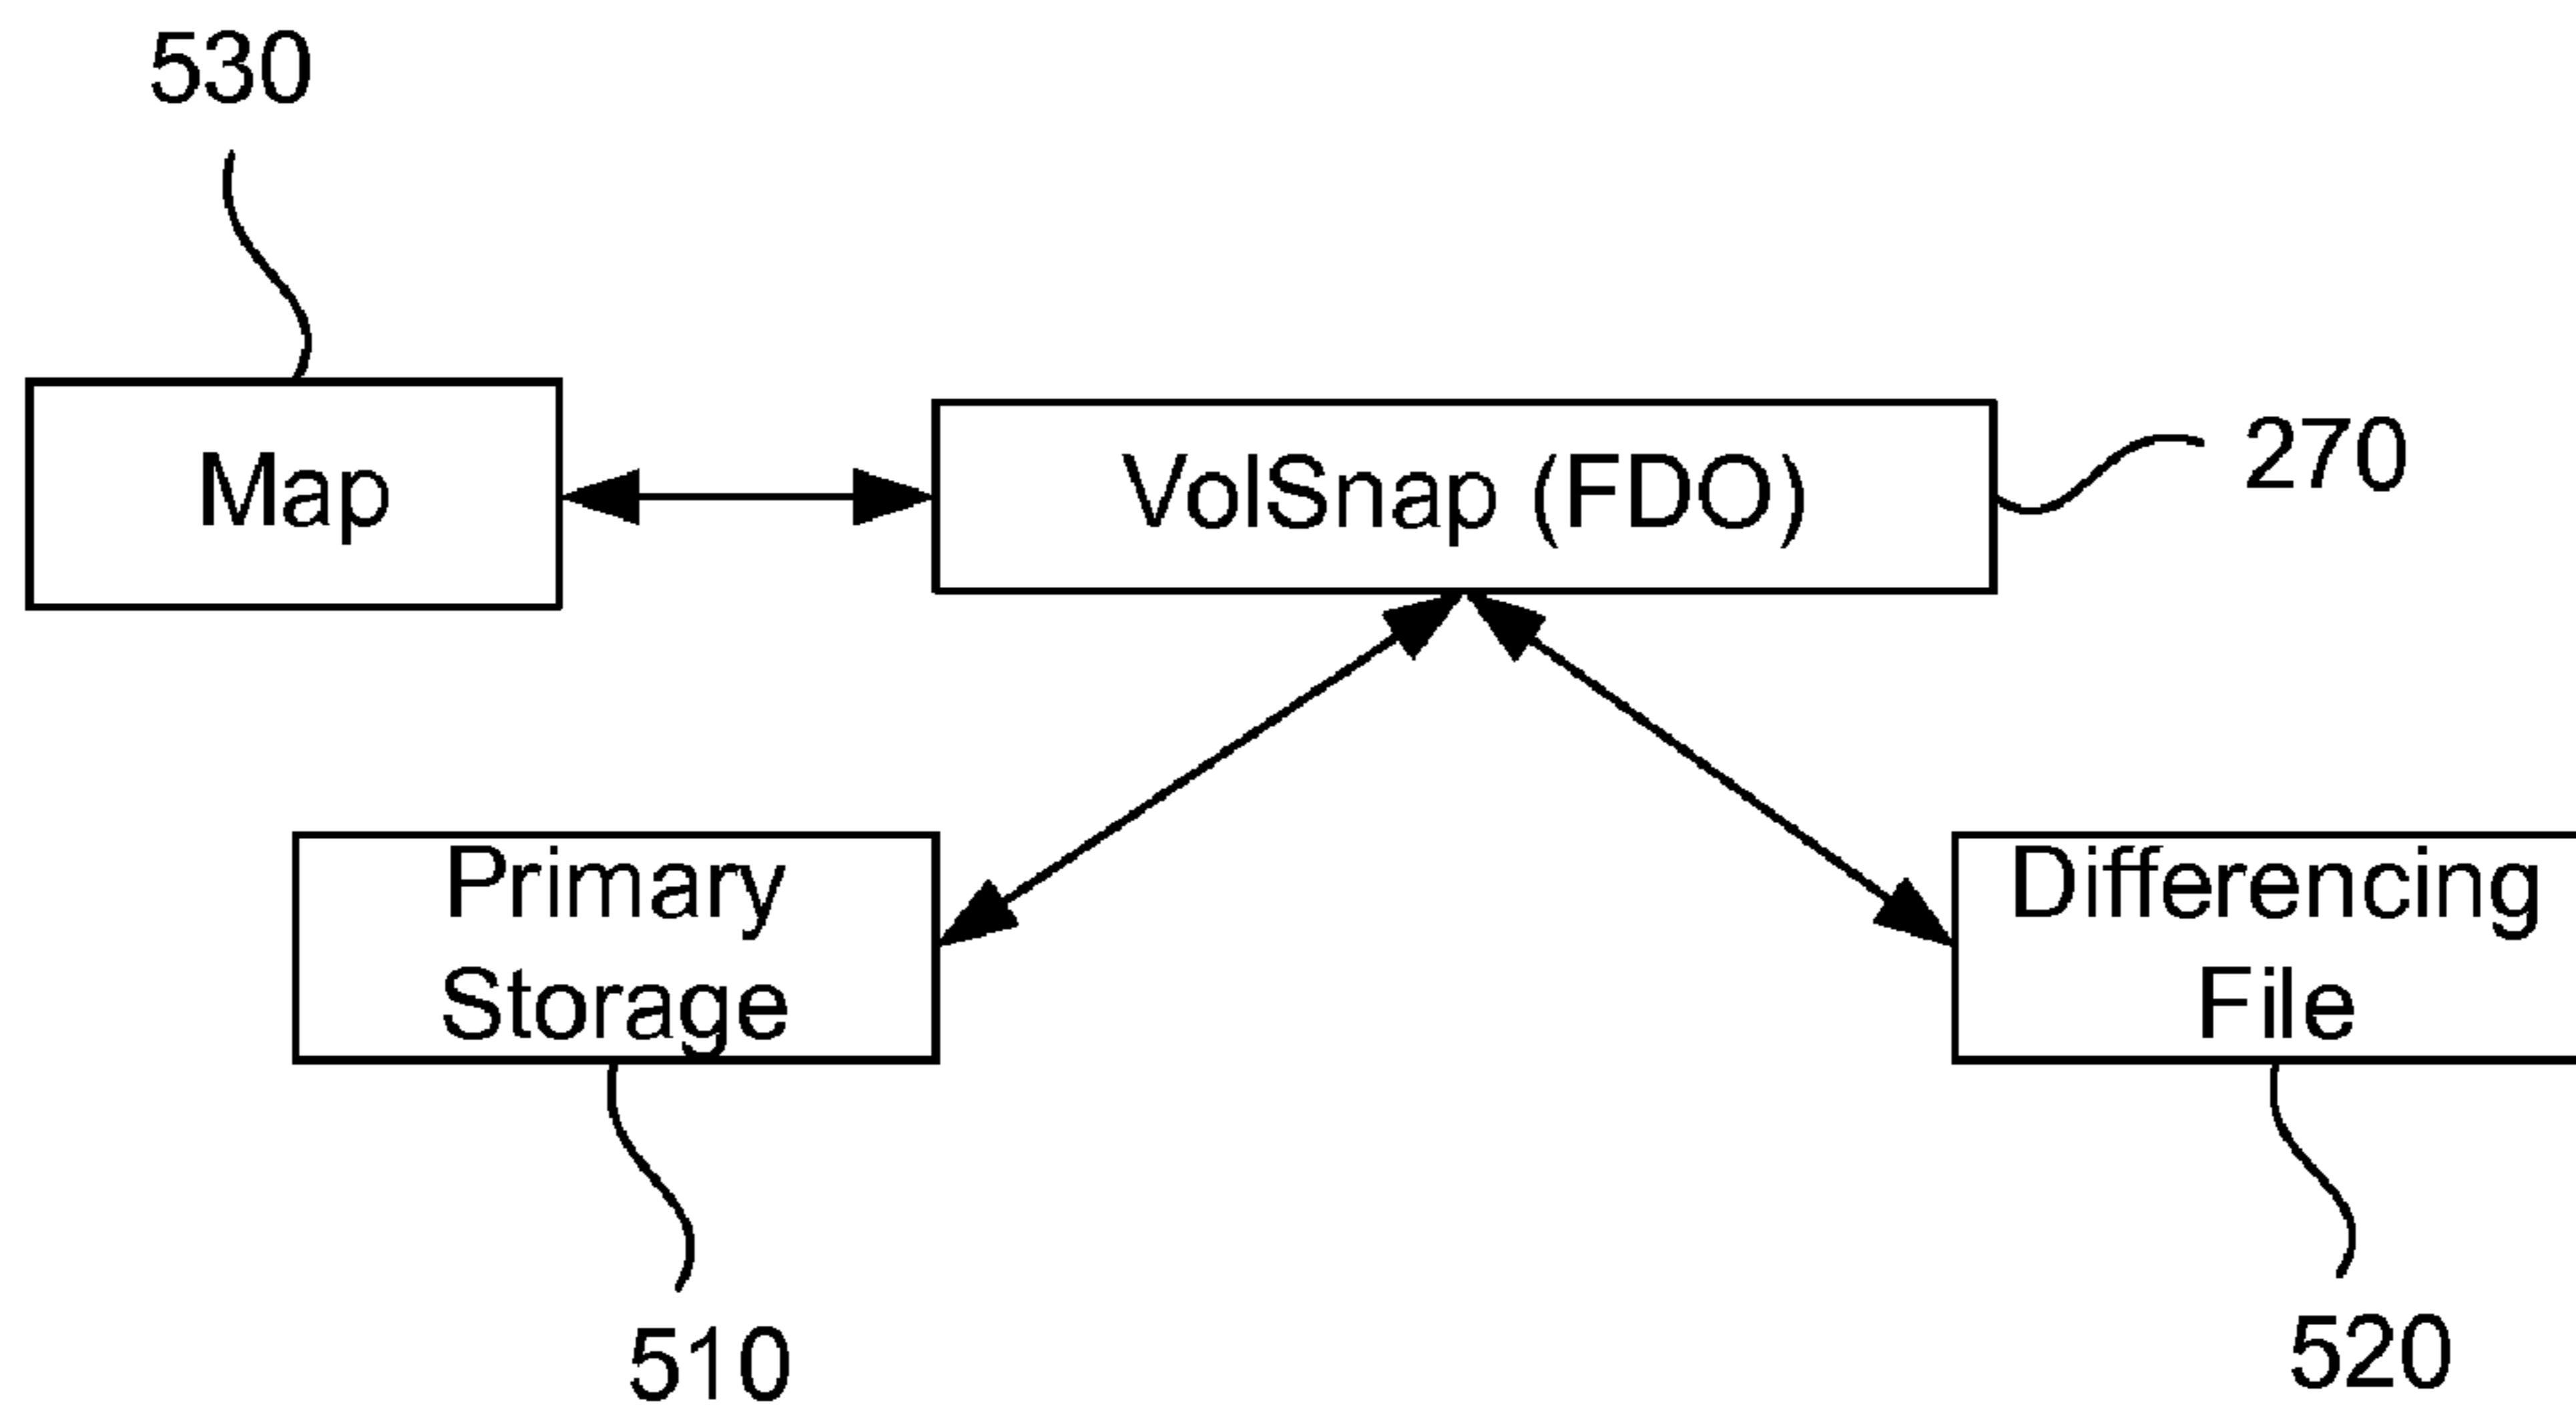 530
Map
VolSnap (FDO)
270
Primary
Storage
Differencing
File
510
520